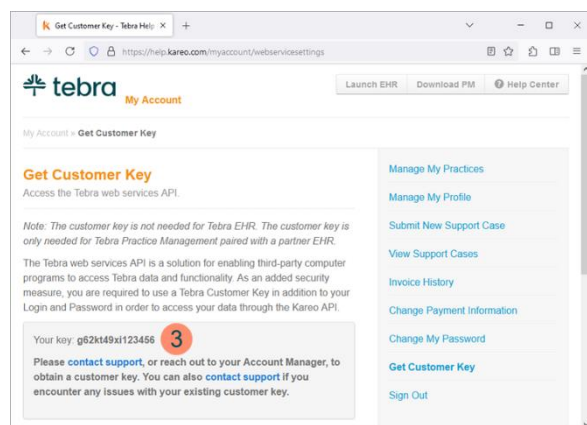 Get Customer Key - Tebra Help
https://help.kareo.com/myaccount/webservicesettings
tebra
My Account
Launch EHR
Download PM
Help Center
My Account » Get Customer Key
Get Customer Key
Access the Tebra web services API.
Note: The customer key is not needed for Tebra EHR. The customer key is
only needed for Tebra Practice Management paired with a partner EHR.
The Tebra web services API is a solution for enabling third-party computer
programs to access Tebra data and functionality. As an added security
measure, you are required to use a Tebra Customer Key in addition to your
Login and Password in order to access your data through the Kareo API.
Your key: g62kt49xi123456
3
Please contact support, or reach out to your Account Manager, to
obtain a customer key. You can also contact support if you
encounter any issues with your existing customer key.
Manage My Practices
Manage My Profile
Submit New Support Case
View Support Cases
Invoice History
Change Payment Information
Change My Password
Get Customer Key
Sign Out